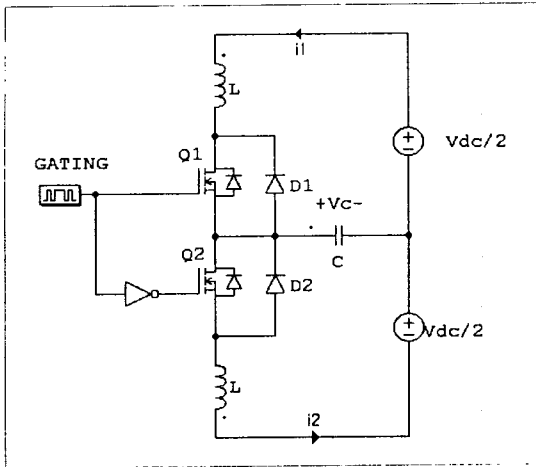 i1
L
Vdc/2
Q1
GATING
D1
+Vc-
Q2
C
D2
Vdc/2
L
i2